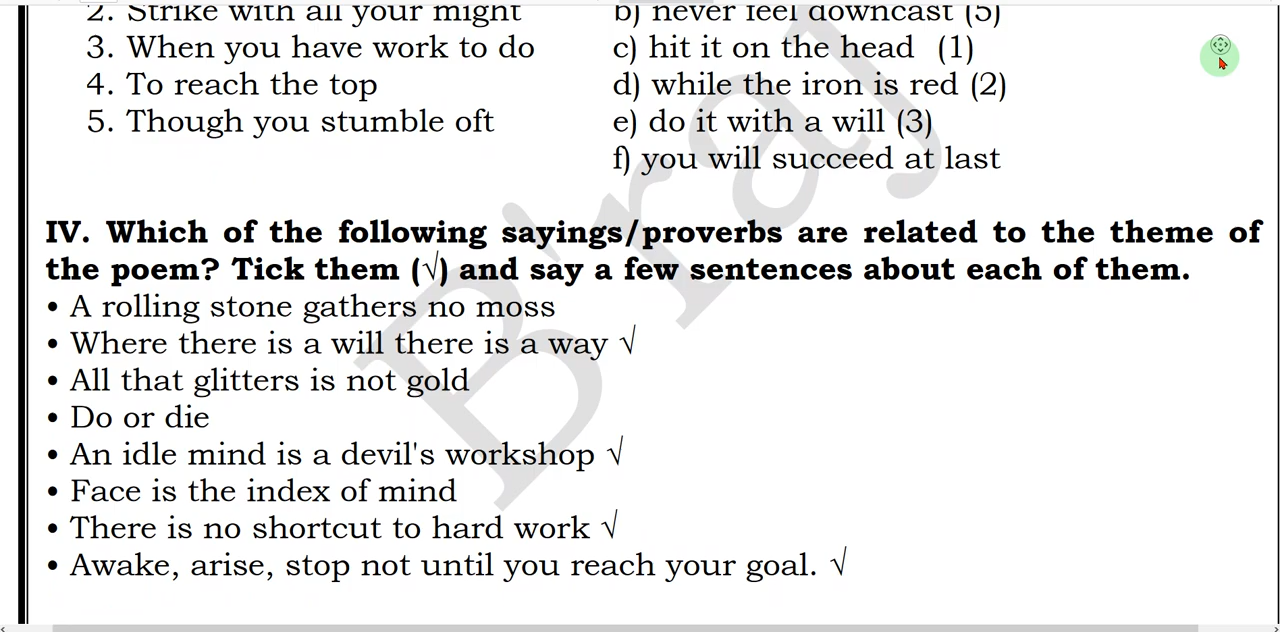 2. Strike with all your might b) never feel downcast (5)
3. When you have work to do c) hit it on the head (1)
4. To reach the top d) while the iron is red (2)
5. Though you stumble oft e) do it with a will (3)
f) you will succeed at last
IV. Which of the following sayings/proverbs are related to the theme of
the poem? Tick them (√) and say a few sentences about each of them.
• A rolling stone gathers no moss
• Where there is a will there is a way √
• All that glitters is not gold
• Do or die
• An idle mind is a devil's workshop √
• Face is the index of mind
• There is no shortcut to hard work √
• Awake, arise, stop not until you reach your goal. √
B'raj